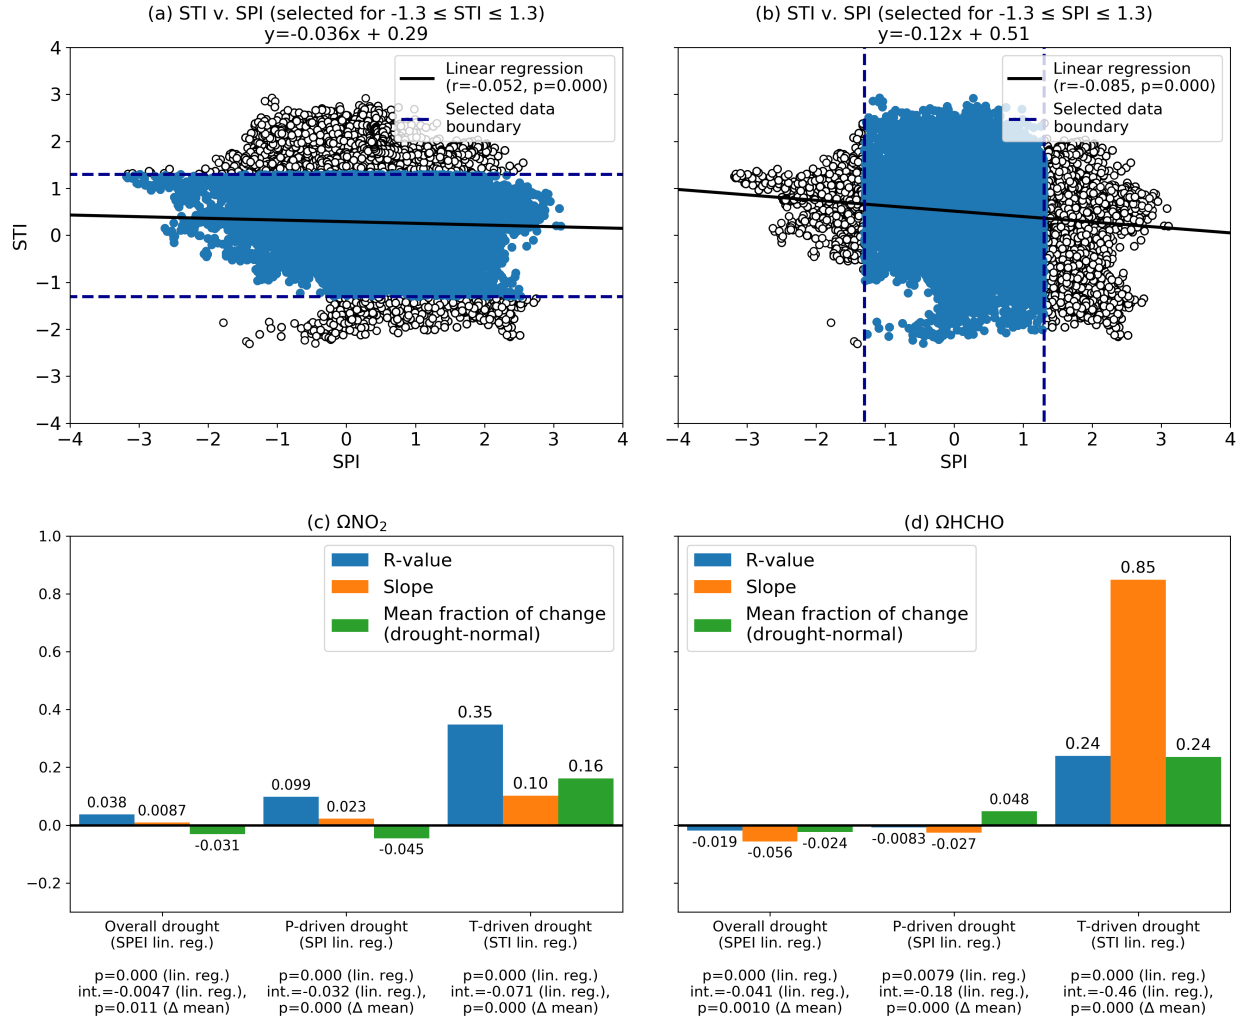 (a) STI v. SPI (selected for -1.3 ≤ STI ≤ 1.3)
y=-0.036x + 0.29
Linear regression
(r=-0.052, p=0.000)
Selected data
boundary
4
3
2
1
0
−1
−2
−3
−4
STI
−4 −3 −2 −1 0 1 2 3 4
SPI
(b) STI v. SPI (selected for -1.3 ≤ SPI ≤ 1.3)
y=-0.12x + 0.51
Linear regression
(r=-0.085, p=0.000)
Selected data
boundary
−4 −3 −2 −1 0 1 2 3 4
SPI
(c) ΩNO₂
R-value
Slope
Mean fraction of change
(drought-normal)
1.0
0.8
0.6
0.4
0.2
0.0
−0.2
0.038 0.0087 -0.031
0.099 0.023 -0.045
0.35 0.10 0.16
Overall drought
(SPEI lin. reg.)
p=0.000 (lin. reg.)
int.=-0.0047 (lin. reg.),
p=0.011 (Δ mean)
P-driven drought
(SPI lin. reg.)
p=0.000 (lin. reg.)
int.=-0.032 (lin. reg.),
p=0.000 (Δ mean)
T-driven drought
(STI lin. reg.)
p=0.000 (lin. reg.)
int.=-0.071 (lin. reg.),
p=0.000 (Δ mean)
(d) ΩHCHO
R-value
Slope
Mean fraction of change
(drought-normal)
-0.019 -0.056 -0.024
-0.0083 -0.027 0.048
0.24 0.85 0.24
Overall drought
(SPEI lin. reg.)
p=0.000 (lin. reg.)
int.=-0.041 (lin. reg.),
p=0.0010 (Δ mean)
P-driven drought
(SPI lin. reg.)
p=0.0079 (lin. reg.)
int.=-0.18 (lin. reg.),
p=0.000 (Δ mean)
T-driven drought
(STI lin. reg.)
p=0.000 (lin. reg.)
int.=-0.46 (lin. reg.),
p=0.000 (Δ mean)